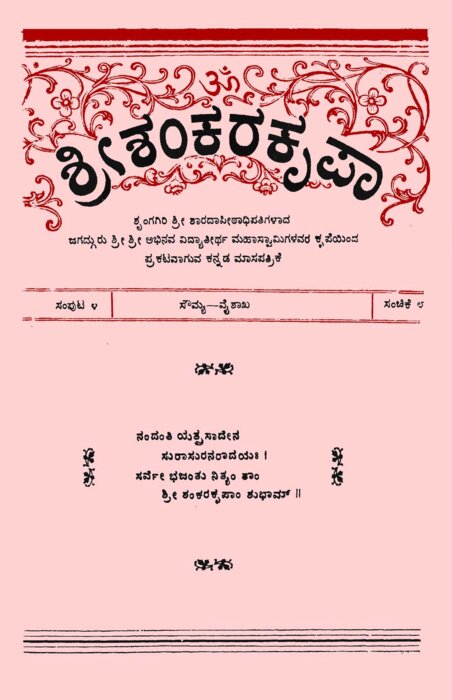 ॐ
ಶ್ರೀಶಂಕರಕೃಪಾ
ಶೃಂಗಗಿರಿ ಶ್ರೀ ಶಾರದಾಪೀಠಾಧಿಪತಿಗಳಾದ
ಜಗದ್ಗುರು ಶ್ರೀ ಶ್ರೀ ಅಭಿನವ ವಿದ್ಯಾತೀರ್ಥ ಮಹಾಸ್ವಾಮಿಗಳವರ ಕೃಪೆಯಿಂದ
ಪ್ರಕಟವಾಗುವ ಕನ್ನಡ ಮಾಸಪತ್ರಿಕೆ
ಸಂಪುಟ ೪ ಸೌಮ್ಯ—ವೈಶಾಖ ಸಂಚಿಕೆ ೮
ನಂದಂತಿ ಯತ್ಪ್ರಸಾದೇನ
ಸುರಾಸುರನರಾದಯಃ ।
ಸರ್ವೇ ಭಜಂತು ನಿತ್ಯಂ ತಾಂ
ಶ್ರೀ ಶಂಕರಕೃಪಾಂ ಶುಭಾಮ್ ॥